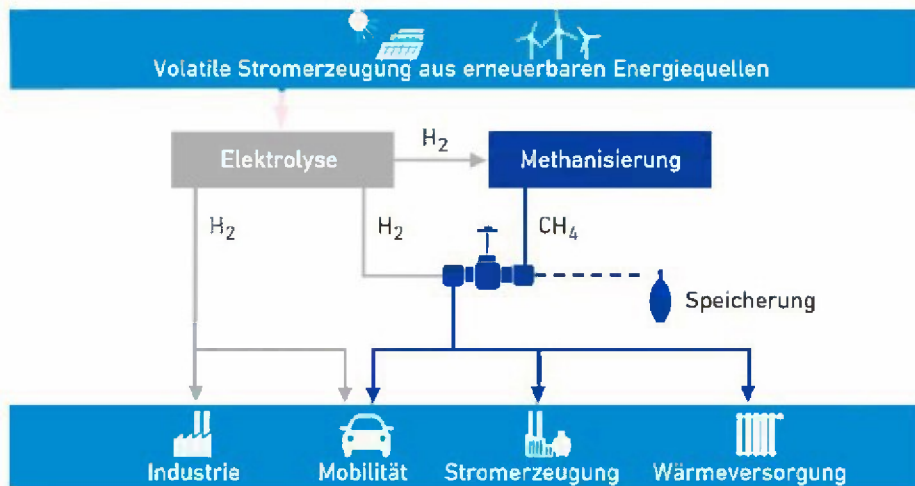 Volatile Stromerzeugung aus erneuerbaren Energiequellen
Elektrolyse
H₂
Methanisierung
H₂
H₂
CH₄
Speicherung
Industrie
Mobilität
Stromerzeugung
Wärmeversorgung